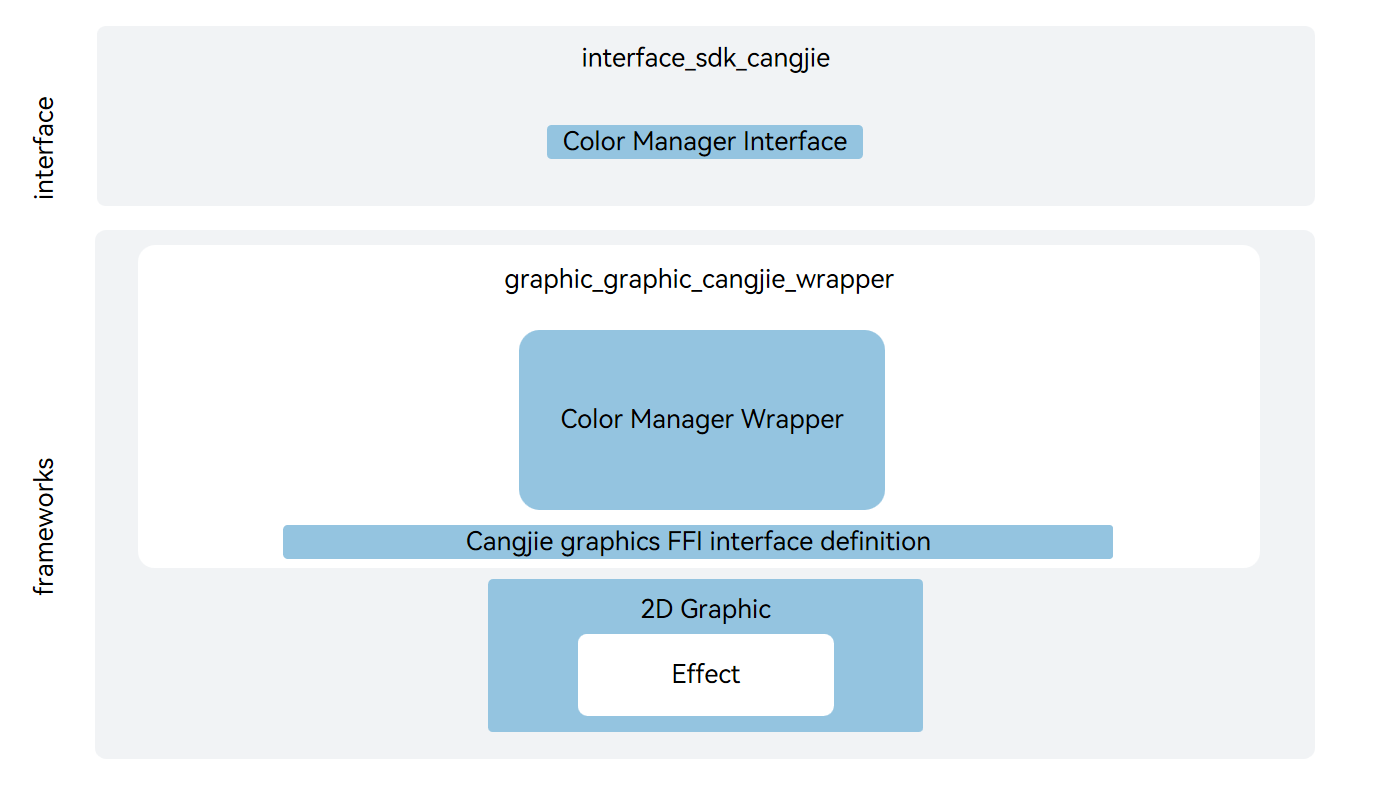 interface
interface_sdk_cangjie
Color Manager Interface
frameworks
graphic_graphic_cangjie_wrapper
Color Manager Wrapper
Cangjie graphics FFI interface definition
2D Graphic
Effect